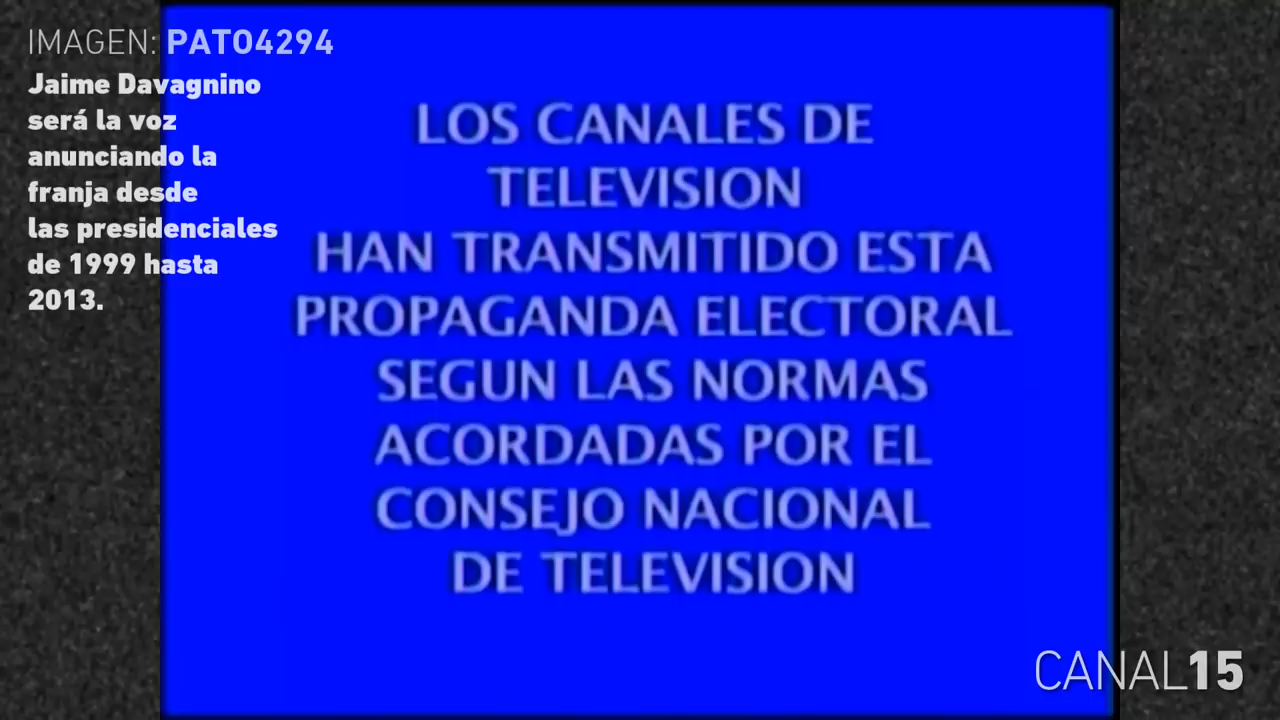 IMAGEN: PATO4294
Jaime Davagnino
será la voz
anunciando la
franja desde
las presidenciales
de 1999 hasta
2013.
LOS CANALES DE
TELEVISION
HAN TRANSMITIDO ESTA
PROPAGANDA ELECTORAL
SEGUN LAS NORMAS
ACORDADAS POR EL
CONSEJO NACIONAL
DE TELEVISION
CANAL15